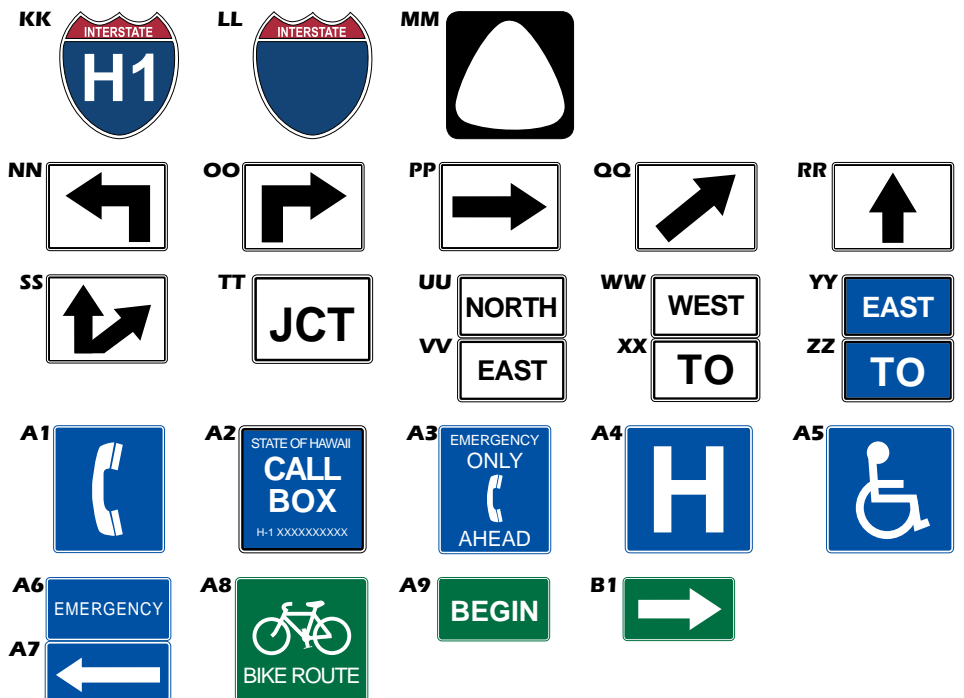 KK
INTERSTATE
H1
LL
INTERSTATE
MM
NN
OO
PP
QQ
RR
SS
TT
JCT
UU
NORTH
VV
EAST
WW
WEST
XX
TO
YY
EAST
ZZ
TO
A1
A2
STATE OF HAWAII
CALL
BOX
H-1 XXXXXXXXXX
A3
EMERGENCY
ONLY
AHEAD
A4
H
A5
A6
EMERGENCY
A7
A8
BIKE ROUTE
A9
BEGIN
B1